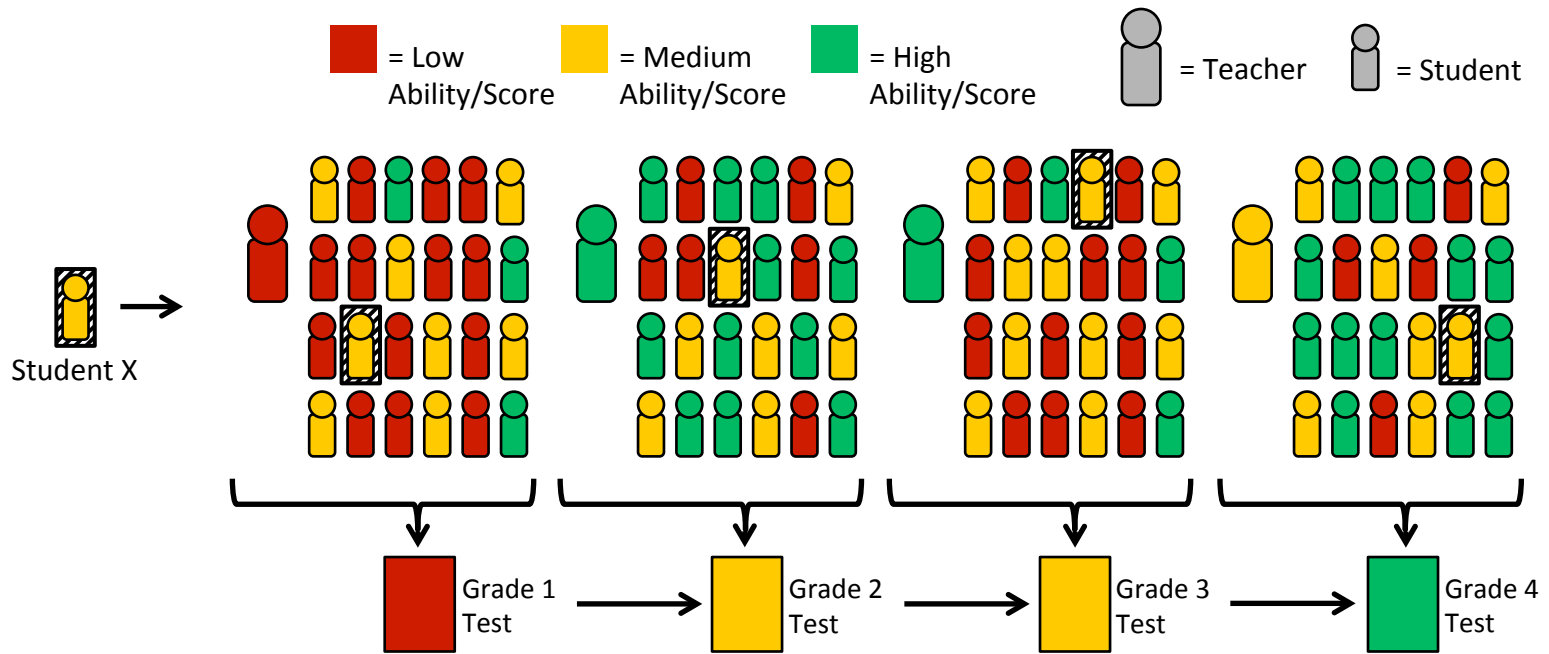 = Low
Ability/Score
= Medium
Ability/Score
= High
Ability/Score
= Teacher
= Student
Student X
Grade 1
Test
Grade 2
Test
Grade 3
Test
Grade 4
Test